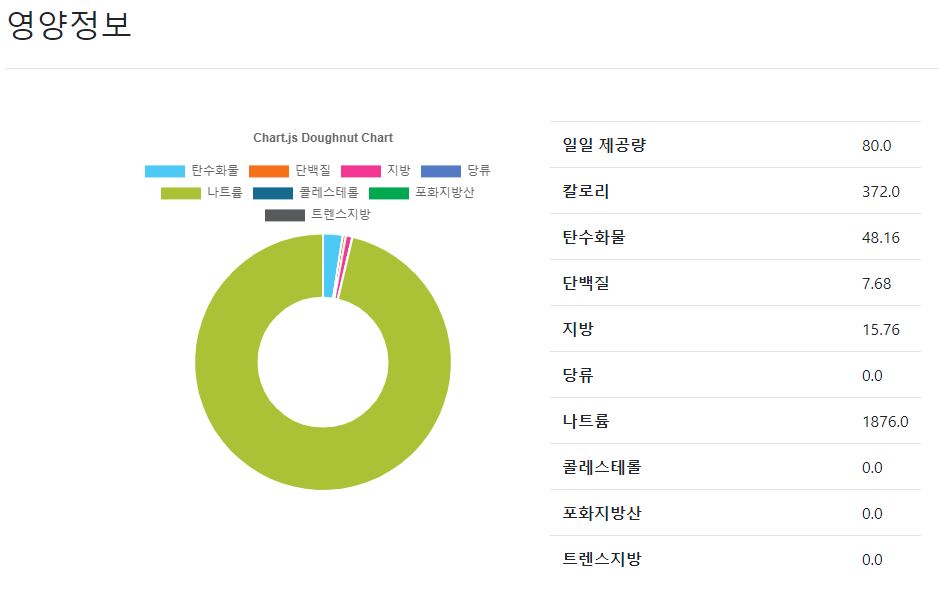 영양정보
Chart.js Doughnut Chart
탄수화물 단백질 지방 당류
나트륨 콜레스테롤 포화지방산
트렌스지방
일일 제공량 80.0
칼로리 372.0
탄수화물 48.16
단백질 7.68
지방 15.76
당류 0.0
나트륨 1876.0
콜레스테롤 0.0
포화지방산 0.0
트렌스지방 0.0